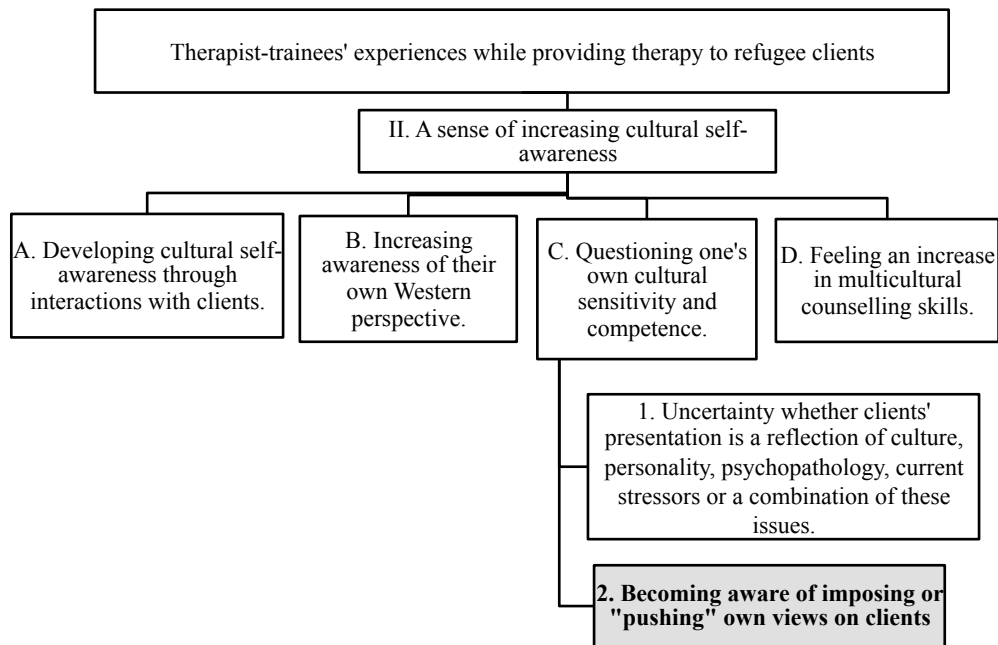 Therapist-trainees' experiences while providing therapy to refugee clients
II. A sense of increasing cultural self-
awareness
A. Developing cultural self-
awareness through
interactions with clients.
B. Increasing
awareness of their
own Western
perspective.
C. Questioning one's
own cultural
sensitivity and
competence.
D. Feeling an increase
in multicultural
counselling skills.
1. Uncertainty whether clients'
presentation is a reflection of culture,
personality, psychopathology, current
stressors or a combination of these
issues.
2. Becoming aware of imposing or
"pushing" own views on clients